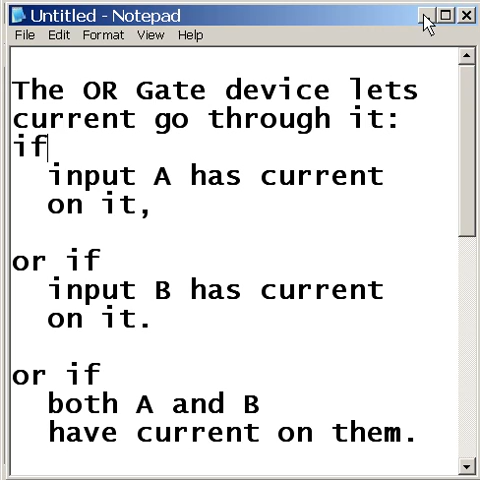 Untitled - Notepad
File Edit Format View Help
The OR Gate device lets
current go through it:
if
input A has current
on it,
or if
input B has current
on it.
or if
both A and B
have current on them.